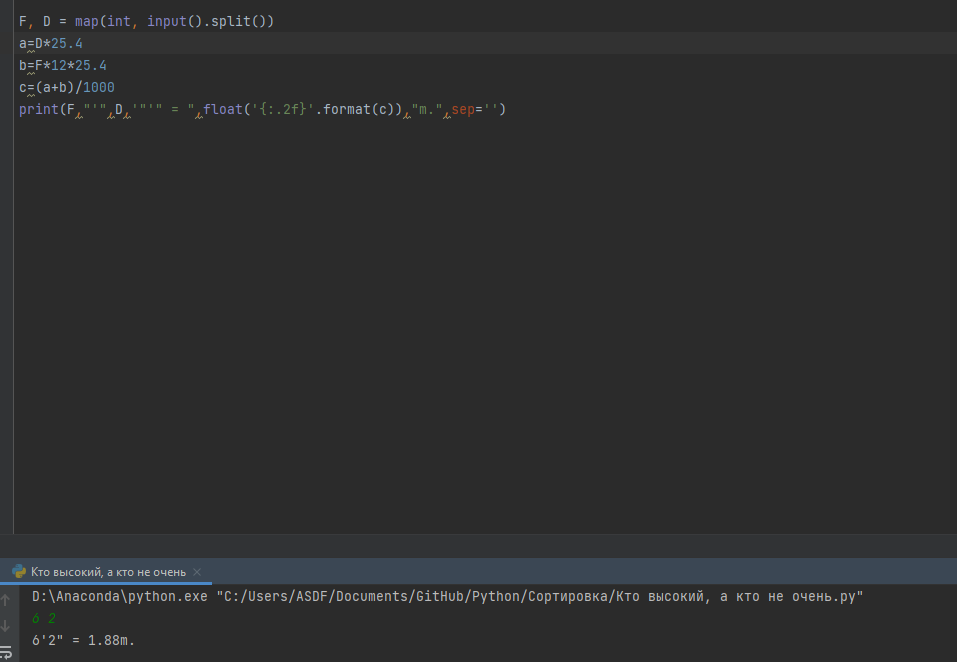 F, D = map(int, input().split())
a=D*25.4
b=F*12*25.4
c=(a+b)/1000
print(F,"'",D,'"'" = ",float('{:.2f}'.format(c)),"m.",sep='')
Кто высокий, а кто не очень
D:\Anaconda\python.exe "C:/Users/ASDF/Documents/GitHub/Python/Сортировка/Кто высокий, а кто не очень.py"
6 2
6'2" = 1.88m.